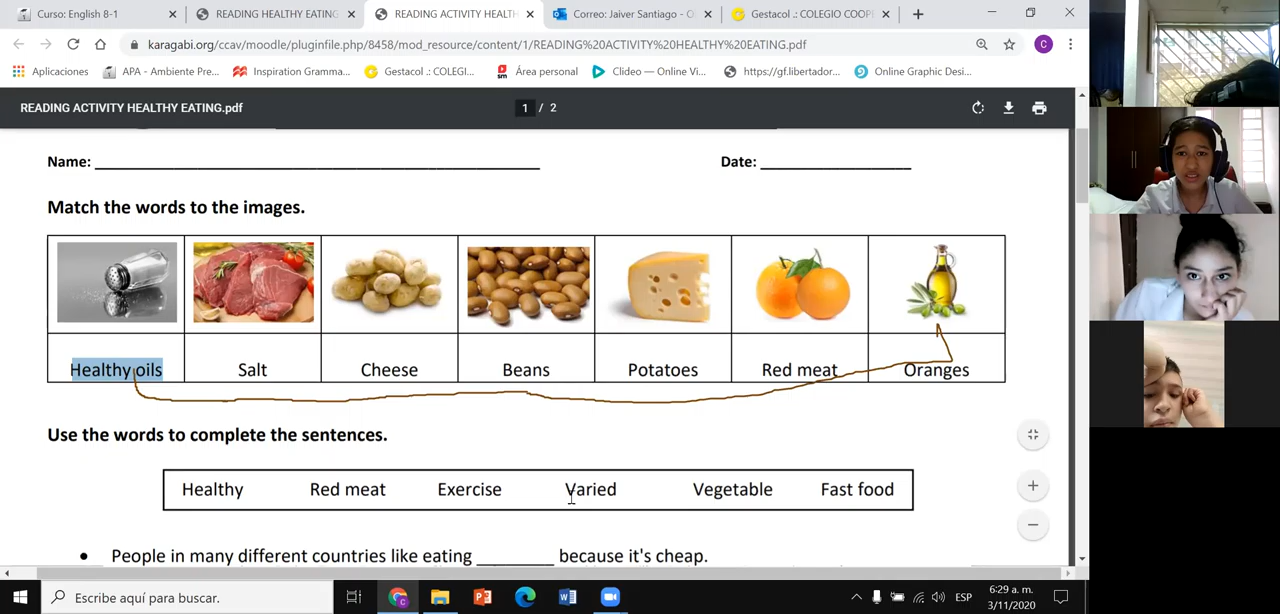 Curso: English 8-1
READING HEALTHY EATING
READING ACTIVITY HEALTH
Correo: Jaiver Santiago - O
Gestacol .: COLEGIO COOP
karagabi.org/ccav/moodle/pluginfile.php/8458/mod_resource/content/1/READING%20ACTIVITY%20HEALTHY%20EATING.pdf
C
Aplicaciones
APA - Ambiente Pre...
Inspiration Gramma...
Gestacol .: COLEGI...
Área personal
Clideo — Online Vi...
https://gf.libertador...
Online Graphic Desi...
READING ACTIVITY HEALTHY EATING.pdf
1 / 2
Name: Date:
Match the words to the images.
Healthy oils Salt Cheese Beans Potatoes Red meat Oranges
Use the words to complete the sentences.
Healthy Red meat Exercise Varied Vegetable Fast food
• People in many different countries like eating ________ because it's cheap.
Escribe aquí para buscar.
ESP
6:29 a. m.
3/11/2020